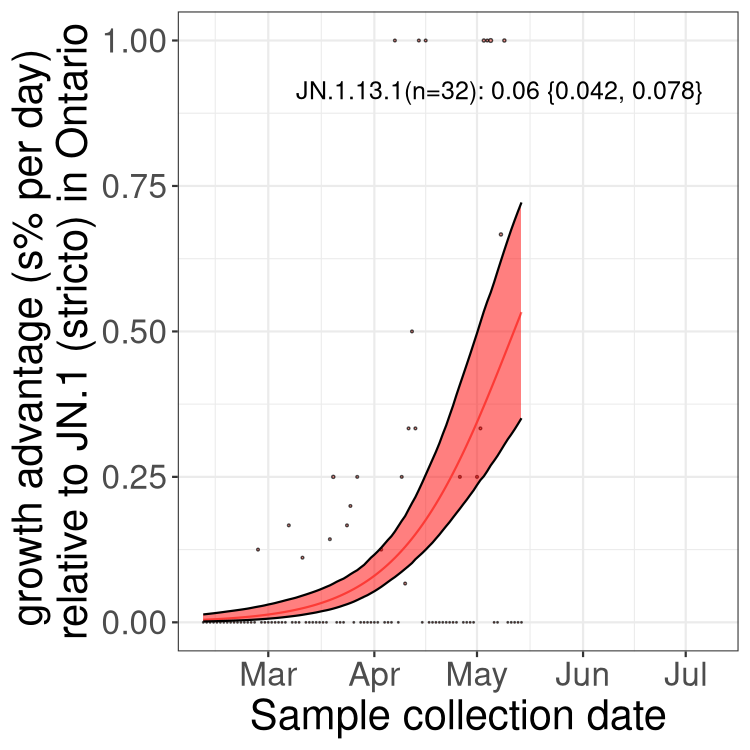 growth advantage (s% per day)
relative to JN.1 (stricto) in Ontario
1.00
0.75
0.50
0.25
0.00
JN.1.13.1(n=32): 0.06 {0.042, 0.078}
Mar Apr May Jun Jul
Sample collection date